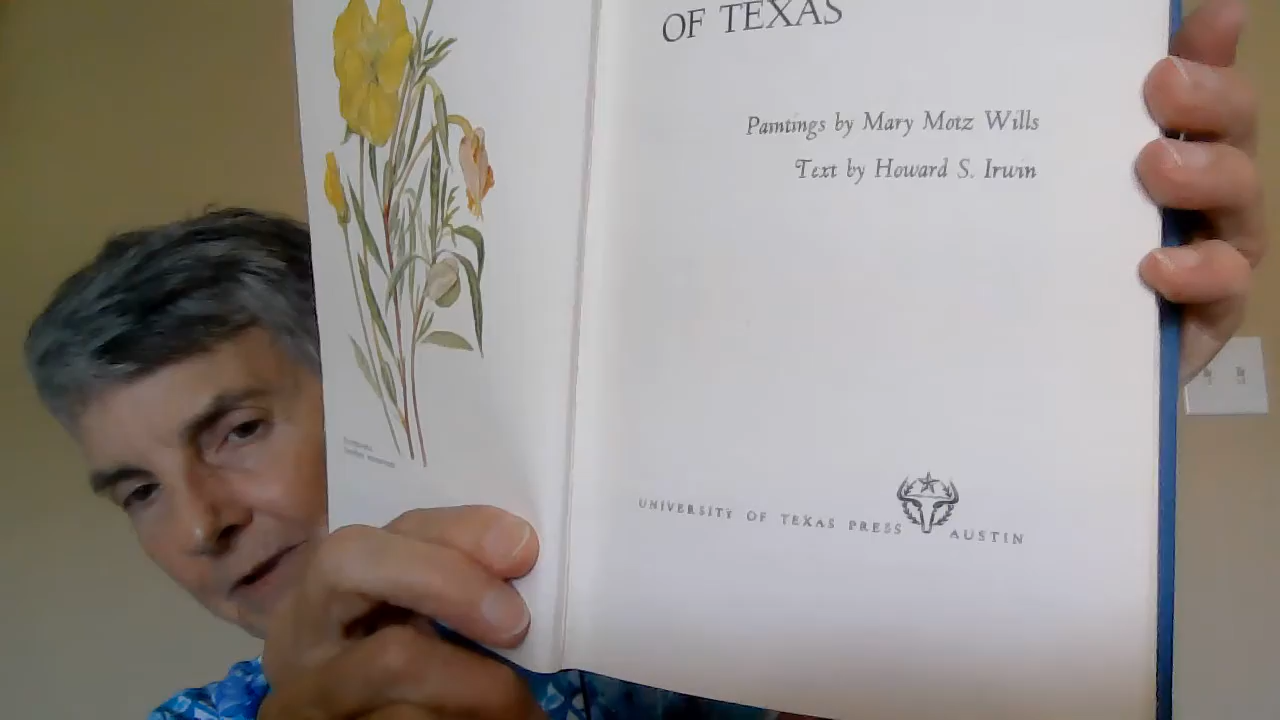 OF TEXAS
Paintings by Mary Motz Wills
Text by Howard S. Irwin
UNIVERSITY OF TEXAS PRESS AUSTIN